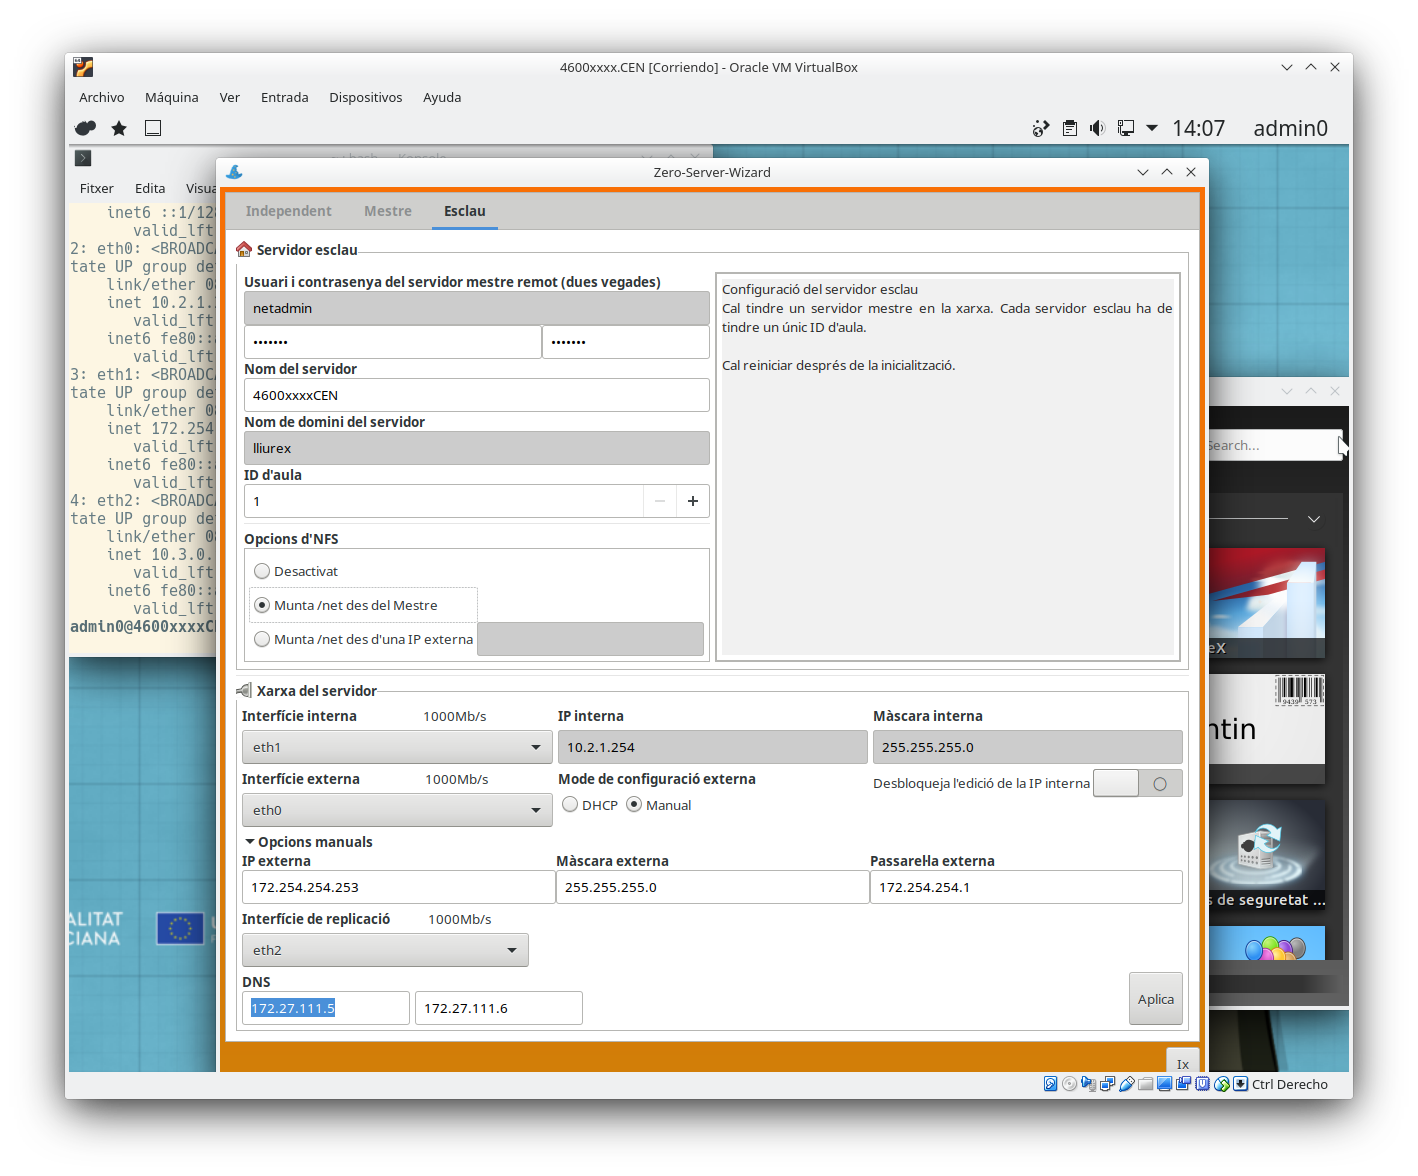 4600xxxx.CEN [Corriendo] - Oracle VM VirtualBox
Archivo Máquina Ver Entrada Dispositivos Ayuda
14:07 admin0
Fitxer Edita
Zero-Server-Wizard
Independent Mestre Esclau
Servidor esclau
Usuari i contrasenya del servidor mestre remot (dues vegades)
netadmin
••••••• •••••••
Nom del servidor
4600xxxxCEN
Nom de domini del servidor
lliurex
ID d'aula
1
Opcions d'NFS
Desactivat
Munta /net des del Mestre
Munta /net des d'una IP externa
Configuració del servidor esclau
Cal tindre un servidor mestre en la xarxa. Cada servidor esclau ha de
tindre un únic ID d'aula.
Cal reiniciar després de la inicialització.
Xarxa del servidor
Interfície interna 1000Mb/s IP interna Màscara interna
eth1 10.2.1.254 255.255.255.0
Interfície externa 1000Mb/s Mode de configuració externa Desbloqueja l'edició de la IP interna
eth0 DHCP Manual
Opcions manuals
IP externa Màscara externa Passarel·la externa
172.254.254.253 255.255.255.0 172.254.254.1
Interfície de replicació 1000Mb/s
eth2
DNS
172.27.111.5 172.27.111.6
Aplica
Ix
inet6 ::1/128
valid_lft
2: eth0: <BROADCA
tate UP group de
link/ether 0
inet 10.2.1.
valid_lft
inet6 fe80::
valid_lft
3: eth1: <BROADCA
tate UP group de
link/ether 0
inet 172.254
valid_lft
inet6 fe80::
valid_lft
4: eth2: <BROADCA
tate UP group de
link/ether 0
inet 10.3.0.
valid_lft
inet6 fe80::
valid_lft
admin0@4600xxxxC
Search...
eX
ntin
9439 573
s de seguretat ...
ALITAT
CIANA
Ctrl Derecho